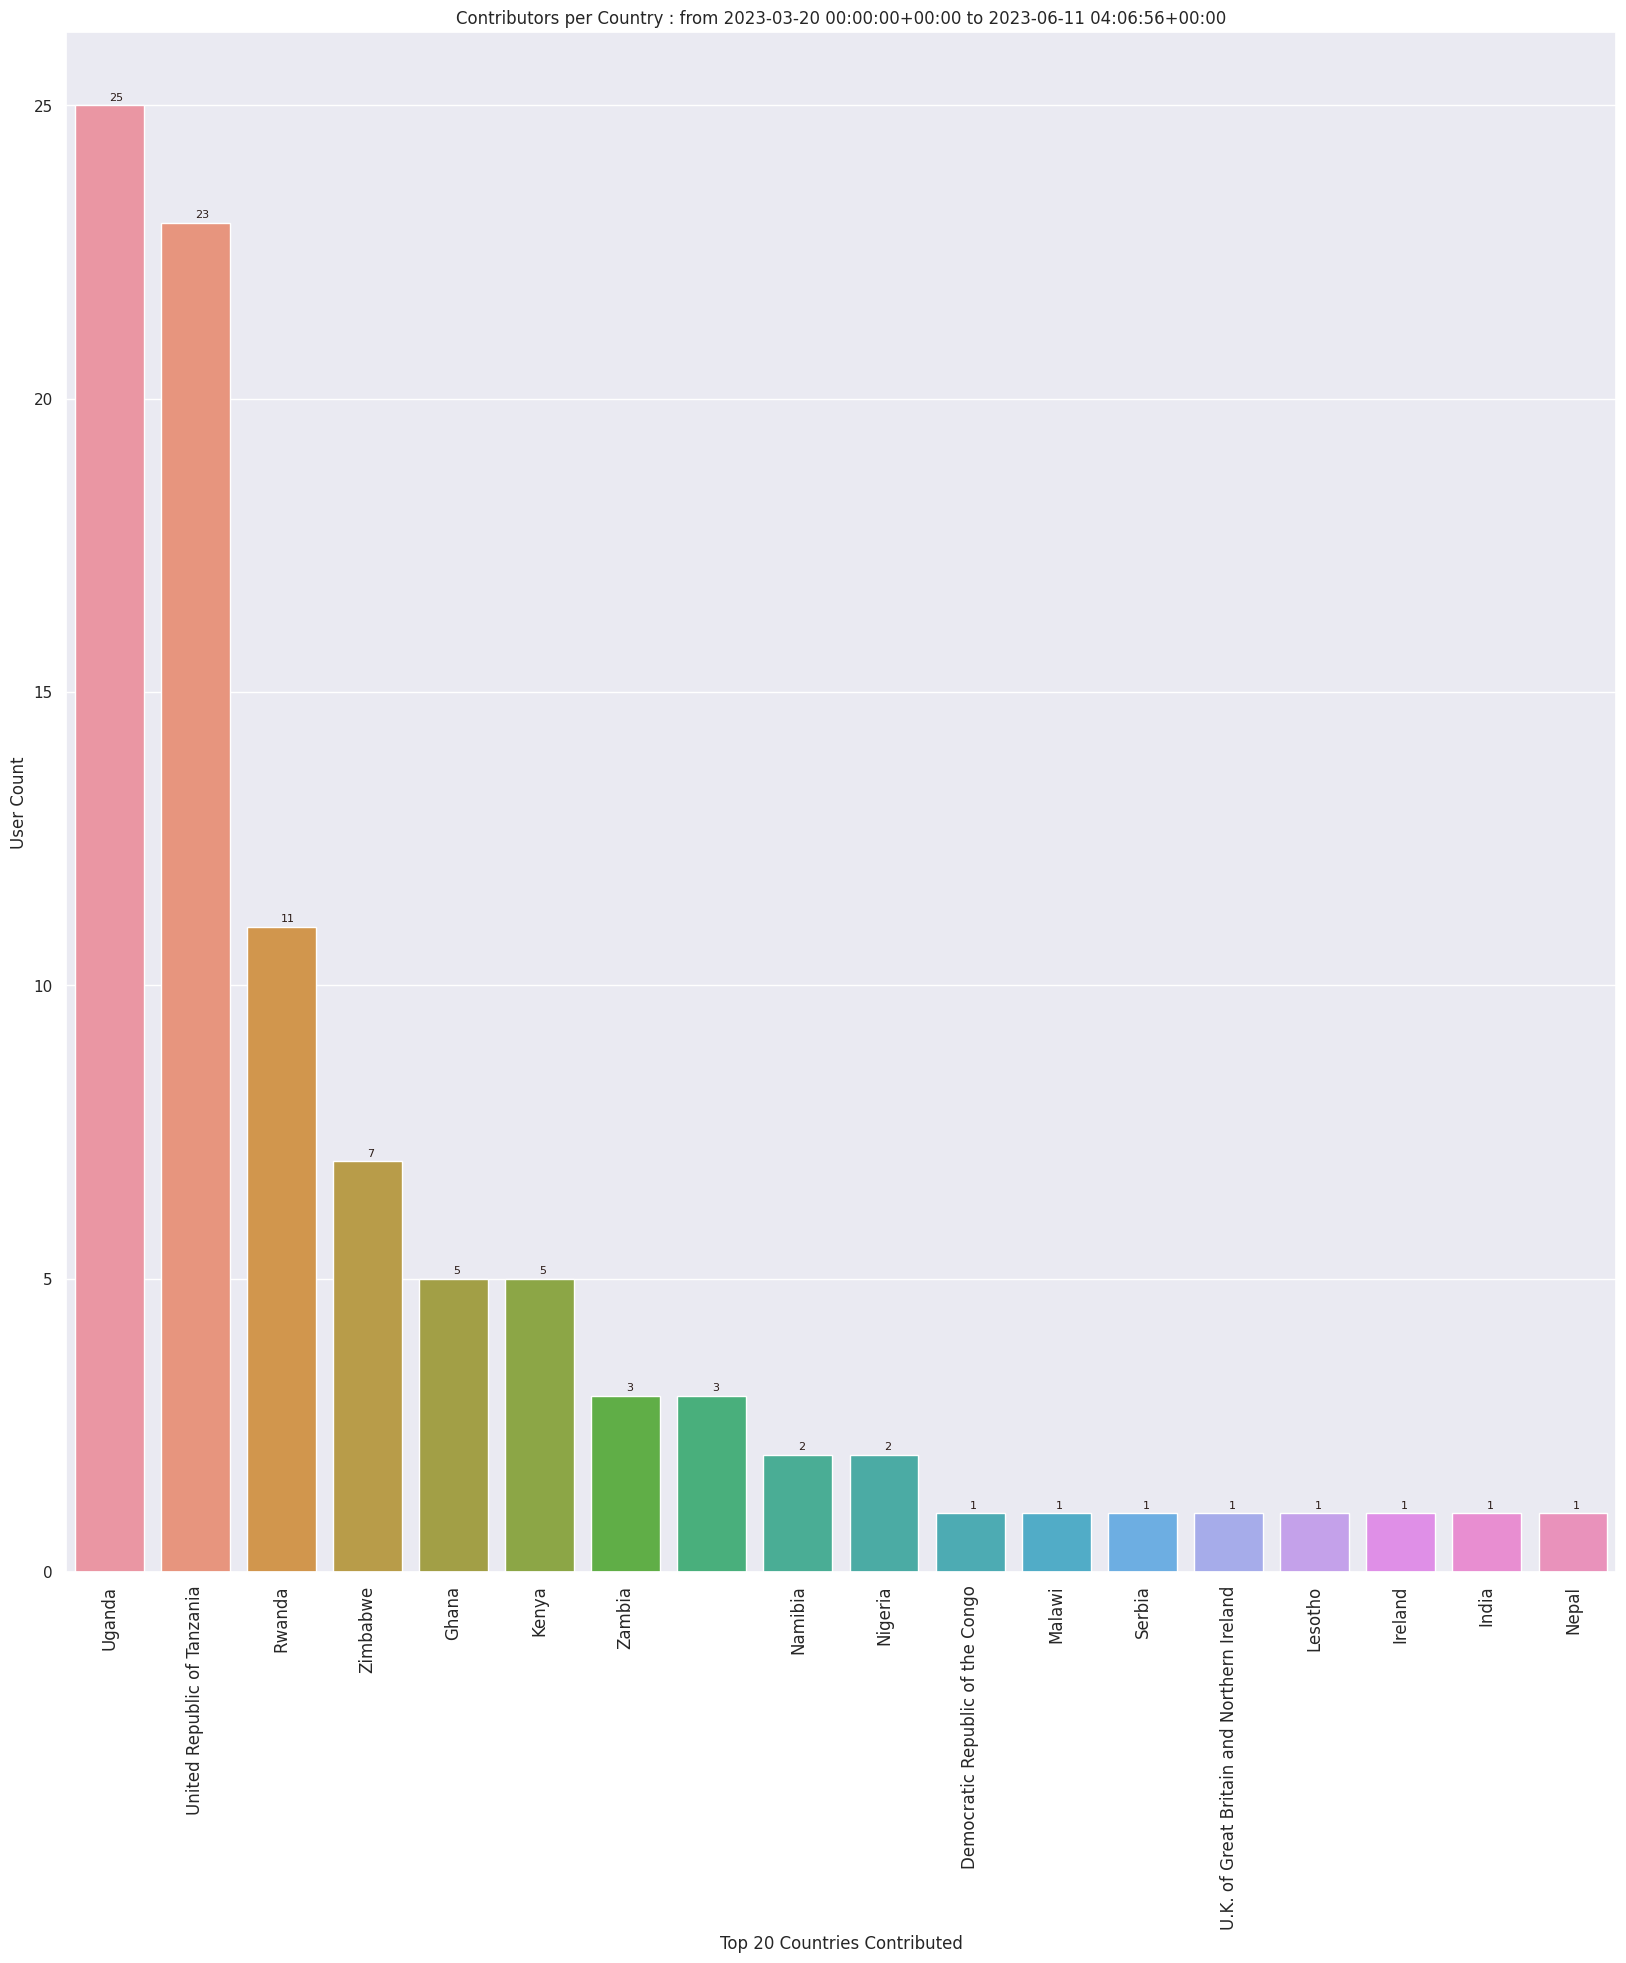 Contributors per Country : from 2023-03-20 00:00:00+00:00 to 2023-06-11 04:06:56+00:00
User Count
25
20
15
10
5
0
25
23
11
7
5
5
3
3
2
2
1
1
1
1
1
1
1
1
Uganda
United Republic of Tanzania
Rwanda
Zimbabwe
Ghana
Kenya
Zambia
Namibia
Nigeria
Democratic Republic of the Congo
Malawi
Serbia
U.K. of Great Britain and Northern Ireland
Lesotho
Ireland
India
Nepal
Top 20 Countries Contributed